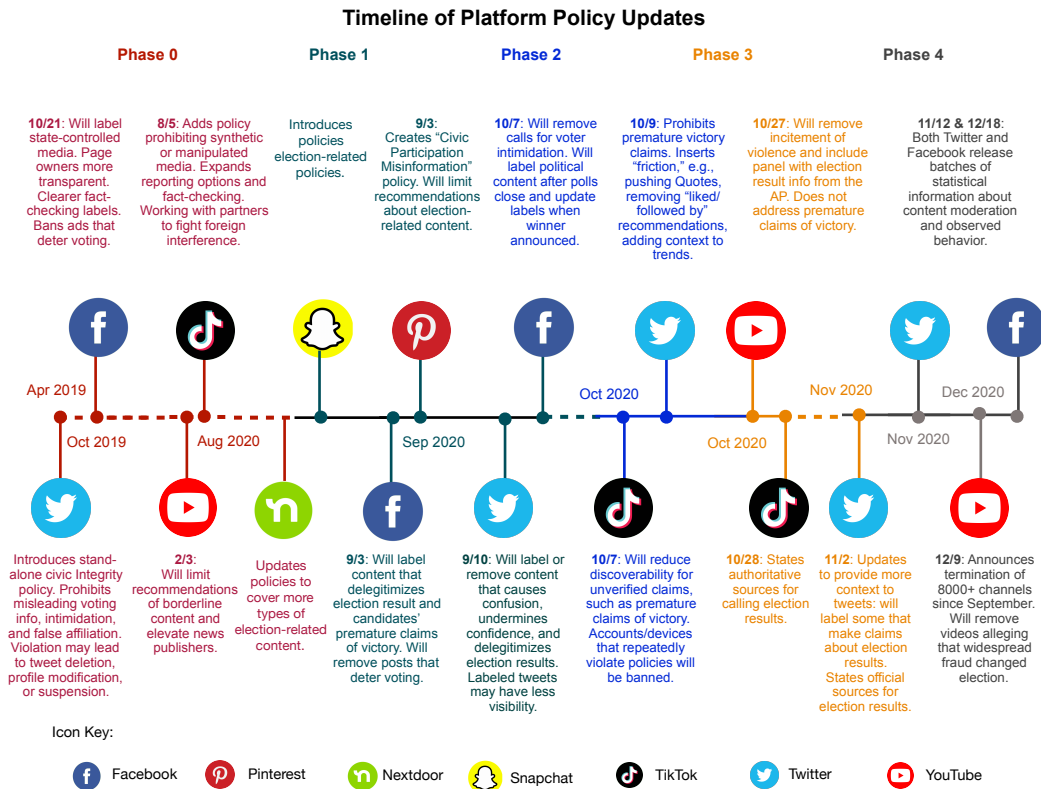 Timeline of Platform Policy Updates
Phase 0
Phase 1
Phase 2
Phase 3
Phase 4
10/21: Will label
state-controlled
media. Page
owners more
transparent.
Clearer fact-
checking labels.
Bans ads that
deter voting.
8/5: Adds policy
prohibiting synthetic
or manipulated
media. Expands
reporting options and
fact-checking.
Working with partners
to fight foreign
interference.
Introduces
policies
election-related
policies.
9/3:
Creates “Civic
Participation
Misinformation”
policy. Will limit
recommendations
about election-
related content.
10/7: Will remove
calls for voter
intimidation. Will
label political
content after polls
close and update
labels when
winner
announced.
10/9: Prohibits
premature victory
claims. Inserts
“friction,” e.g.,
pushing Quotes,
removing “liked/
followed by”
recommendations,
adding context to
trends.
10/27: Will remove
incitement of
violence and include
panel with election
result info from the
AP. Does not
address premature
claims of victory.
11/12 & 12/18:
Both Twitter and
Facebook release
batches of
statistical
information about
content moderation
and observed
behavior.
Apr 2019
Oct 2019
Aug 2020
Sep 2020
Oct 2020
Oct 2020
Nov 2020
Nov 2020
Dec 2020
Introduces stand-
alone civic Integrity
policy. Prohibits
misleading voting
info, intimidation,
and false affiliation.
Violation may lead
to tweet deletion,
profile modification,
or suspension.
2/3:
Will limit
recommendations
of borderline
content and
elevate news
publishers.
Updates
policies to
cover more
types of
election-related
content.
9/3: Will label
content that
delegitimizes
election result and
candidates’
premature claims
of victory. Will
remove posts that
deter voting.
9/10: Will label or
remove content
that causes
confusion,
undermines
confidence, and
delegitimizes
election results.
Labeled tweets
may have less
visibility.
10/7: Will reduce
discoverability for
unverified claims,
such as premature
claims of victory.
Accounts/devices
that repeatedly
violate policies will
be banned.
10/28: States
authoritative
sources for
calling election
results.
11/2: Updates
to provide more
context to
tweets: will
label some that
make claims
about election
results.
States official
sources for
election results.
12/9: Announces
termination of
8000+ channels
since September.
Will remove
videos alleging
that widespread
fraud changed
election.
Icon Key:
Facebook
Pinterest
Nextdoor
Snapchat
TikTok
Twitter
YouTube